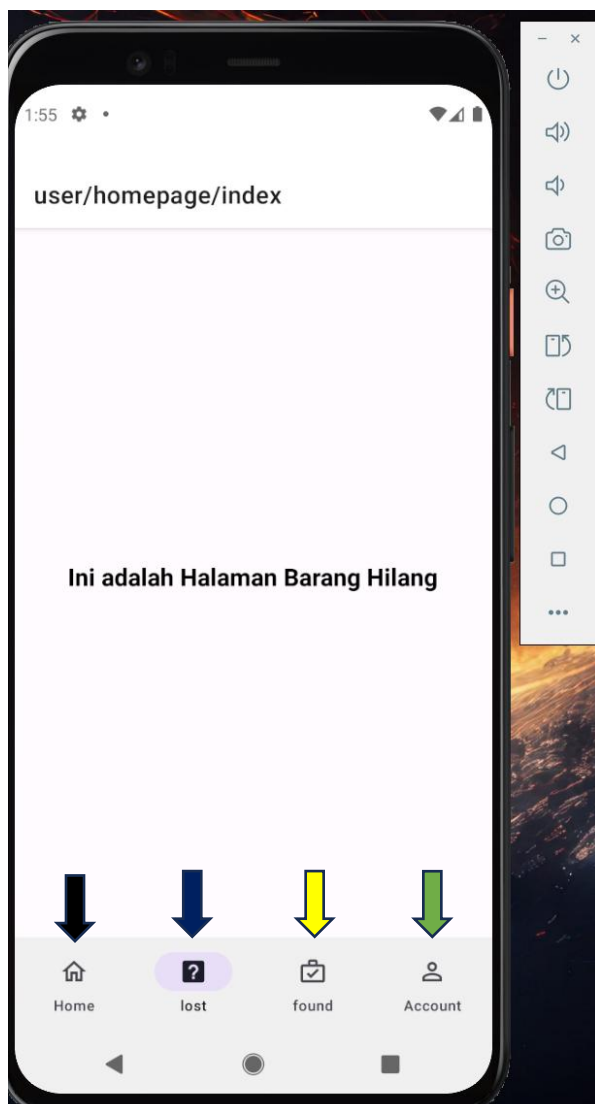 1:55
user/homepage/index
Ini adalah Halaman Barang Hilang
Home lost found Account